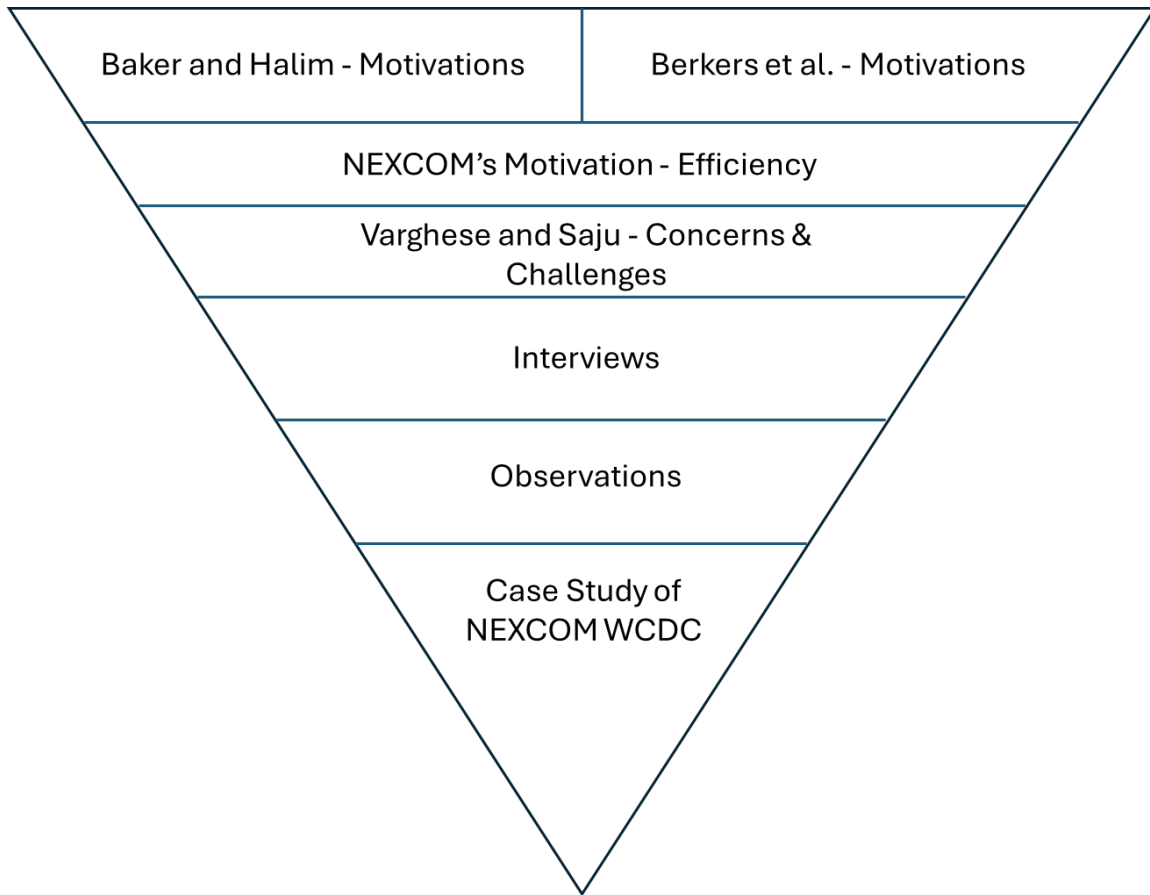 Baker and Halim - Motivations
Berkers et al. - Motivations
NEXCOM’s Motivation - Efficiency
Varghese and Saju - Concerns &
Challenges
Interviews
Observations
Case Study of
NEXCOM WCDC